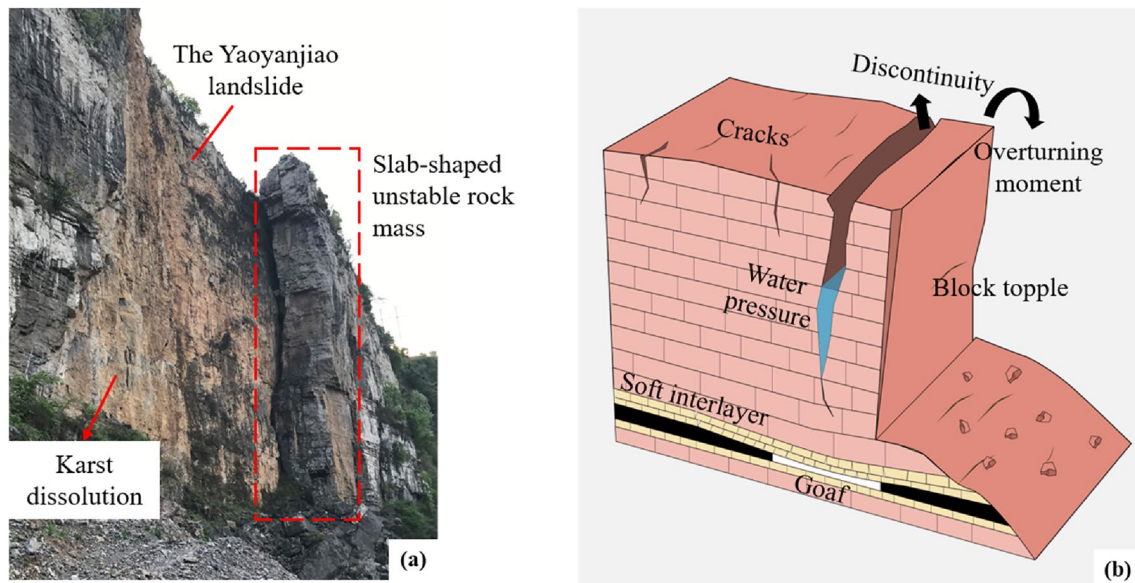 The Yaoyanjiao
landslide
Slab-shaped
unstable rock
mass
Karst
dissolution
(a)
Discontinuity
Cracks
Overturning
moment
Water
pressure
Block topple
Soft interlayer
Goaf
(b)